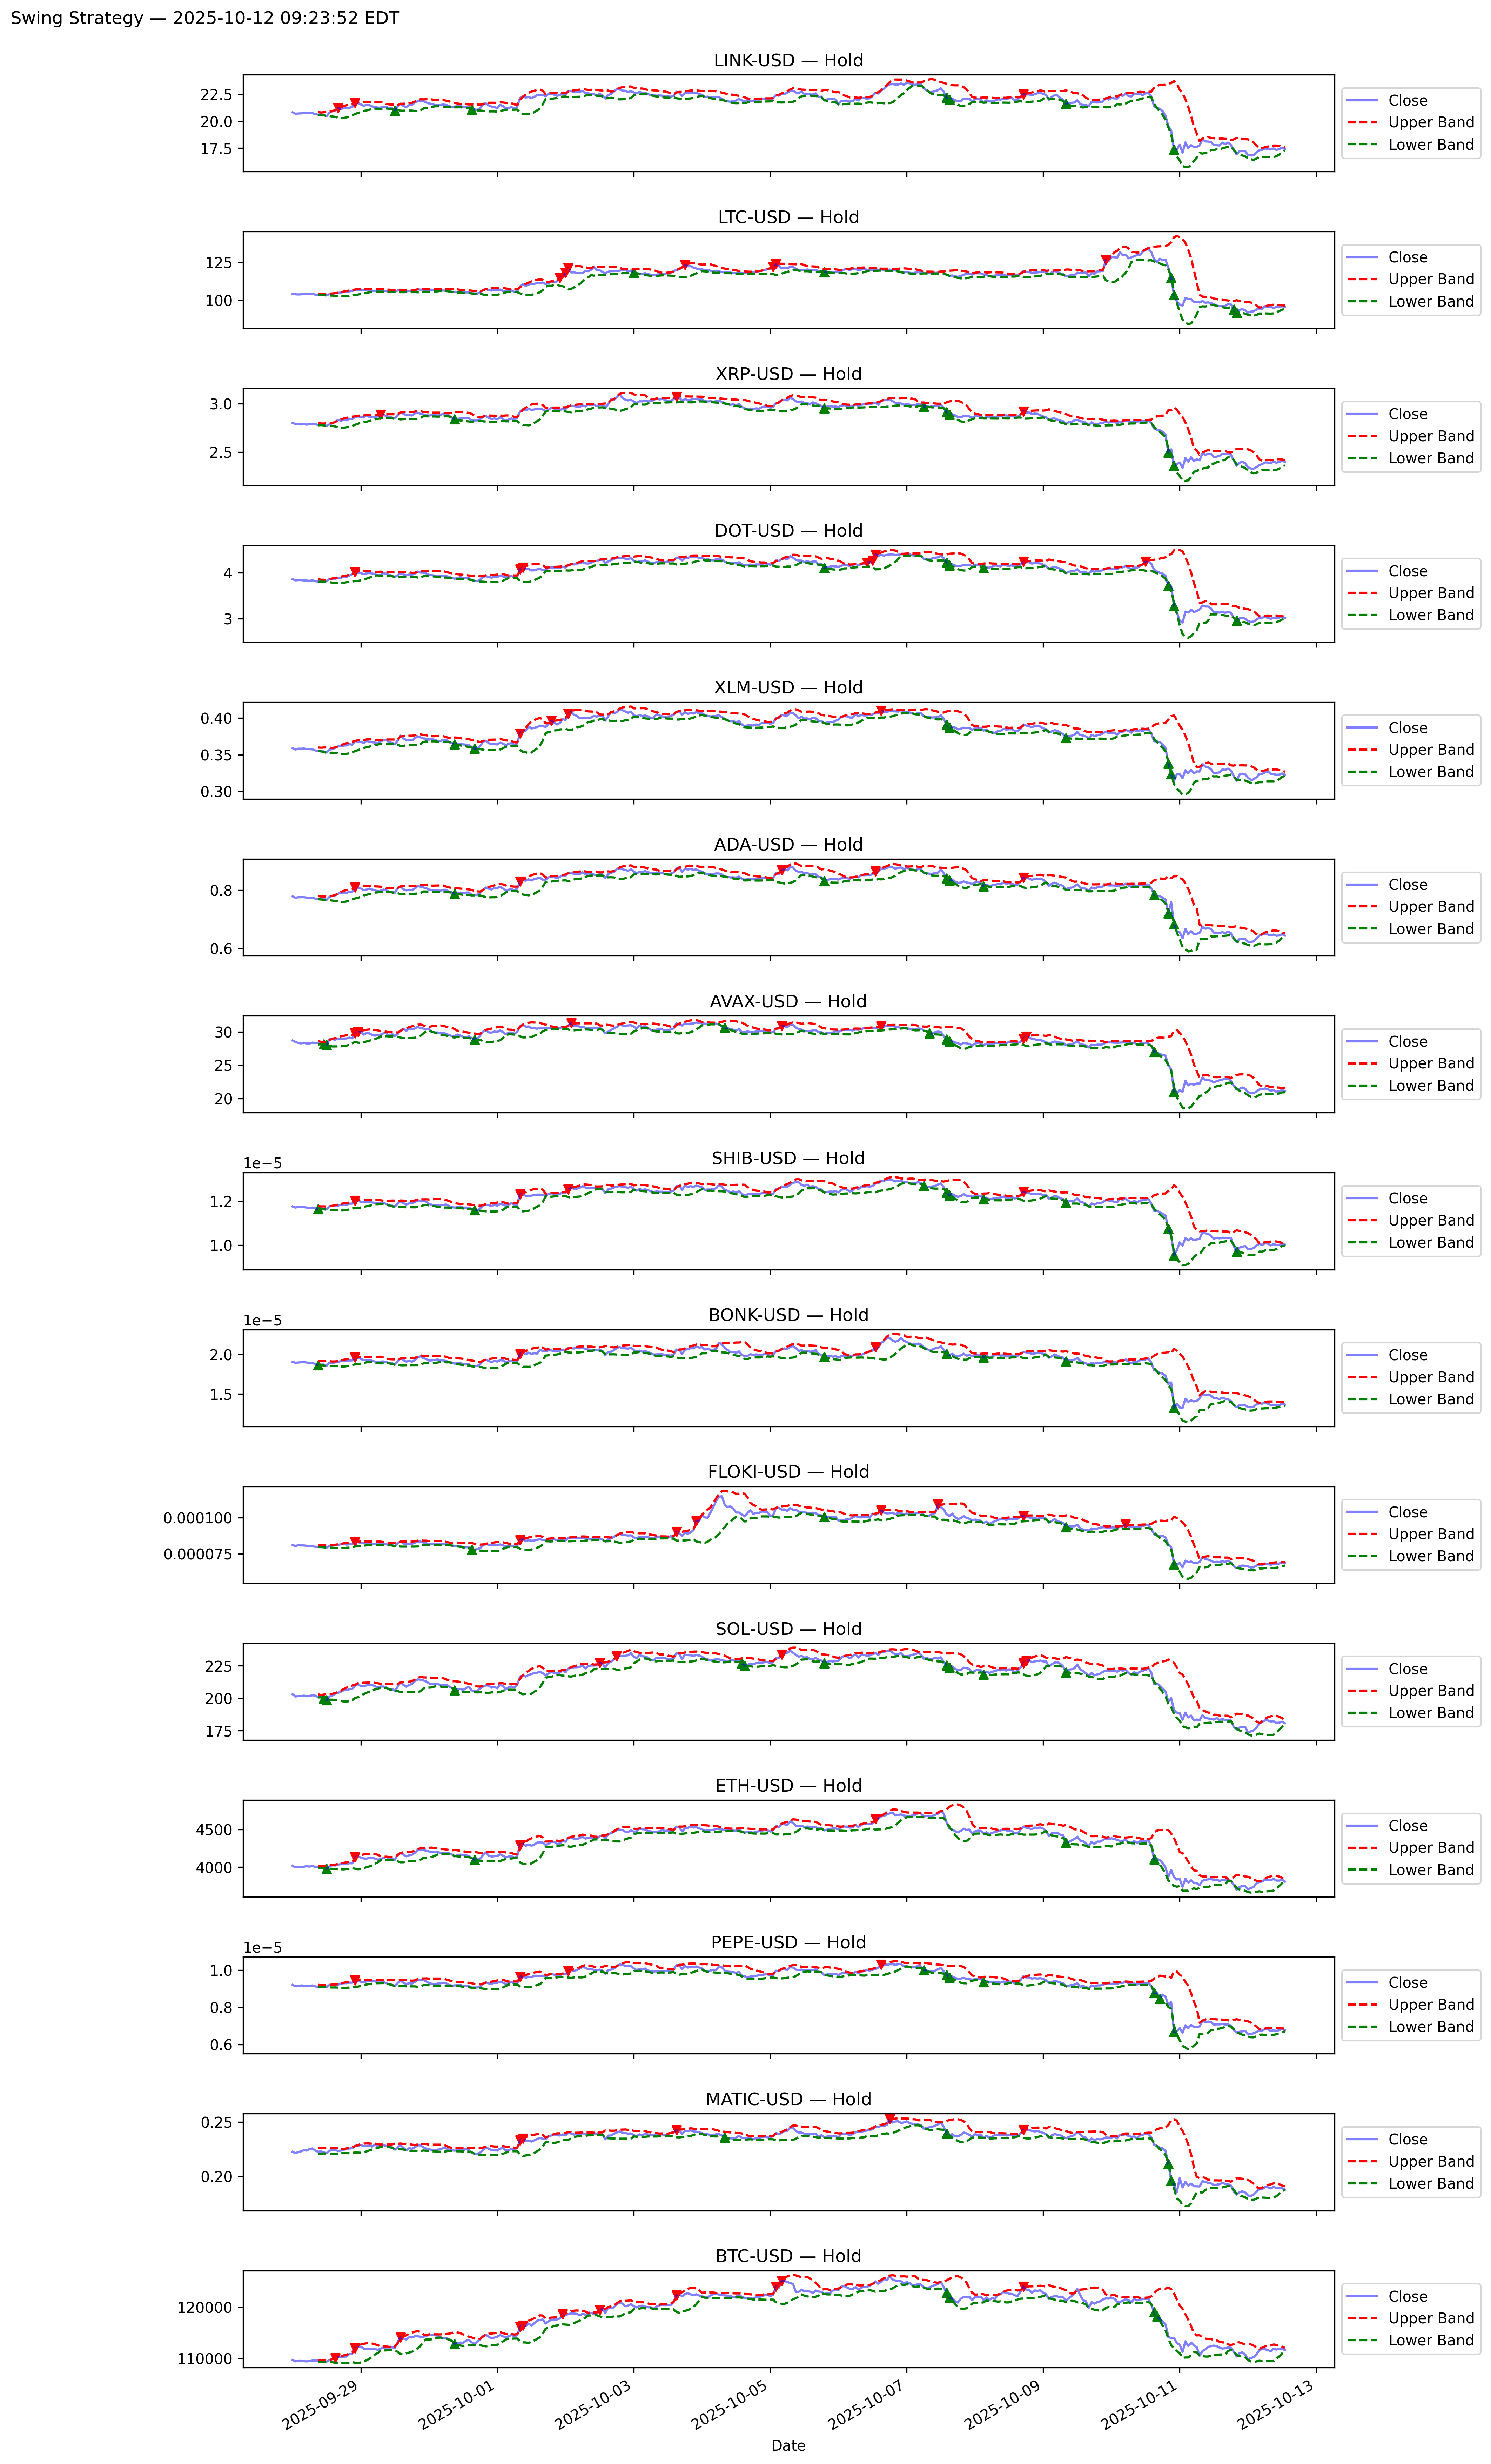 Swing Strategy — 2025-10-12 09:23:52 EDT
LINK-USD — Hold
22.5
20.0
17.5
Close
Upper Band
Lower Band
LTC-USD — Hold
125
100
Close
Upper Band
Lower Band
XRP-USD — Hold
3.0
2.5
Close
Upper Band
Lower Band
DOT-USD — Hold
4
3
Close
Upper Band
Lower Band
XLM-USD — Hold
0.40
0.35
0.30
Close
Upper Band
Lower Band
ADA-USD — Hold
0.8
0.6
Close
Upper Band
Lower Band
AVAX-USD — Hold
30
25
20
Close
Upper Band
Lower Band
SHIB-USD — Hold
1e−5
1.2
1.0
Close
Upper Band
Lower Band
BONK-USD — Hold
1e−5
2.0
1.5
Close
Upper Band
Lower Band
FLOKI-USD — Hold
0.000100
0.000075
Close
Upper Band
Lower Band
SOL-USD — Hold
225
200
175
Close
Upper Band
Lower Band
ETH-USD — Hold
4500
4000
Close
Upper Band
Lower Band
PEPE-USD — Hold
1e−5
1.0
0.8
0.6
Close
Upper Band
Lower Band
MATIC-USD — Hold
0.25
0.20
Close
Upper Band
Lower Band
BTC-USD — Hold
120000
110000
Close
Upper Band
Lower Band
2025-09-29
2025-10-01
2025-10-03
2025-10-05
2025-10-07
2025-10-09
2025-10-11
2025-10-13
Date